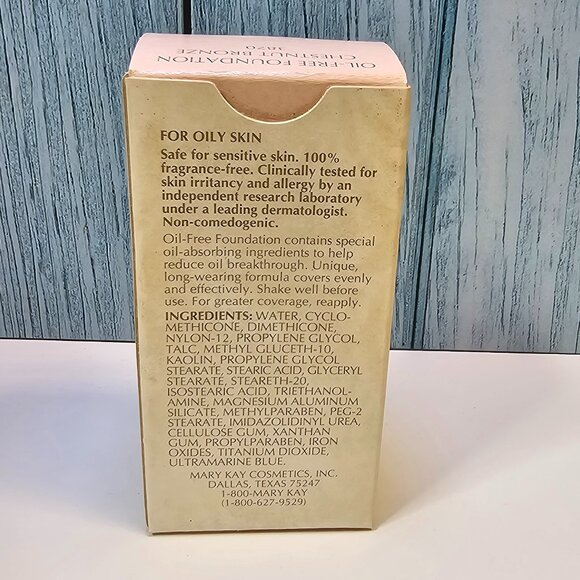 OIL-FREE FOUNDATION
CHESTNUT BRONZE
3870
FOR OILY SKIN
Safe for sensitive skin. 100%
fragrance-free. Clinically tested for
skin irritancy and allergy by an
independent research laboratory
under a leading dermatologist.
Non-comedogenic.
Oil-Free Foundation contains special
oil-absorbing ingredients to help
reduce oil breakthrough. Unique,
long-wearing formula covers evenly
and effectively. Shake well before
use. For greater coverage, reapply.
INGREDIENTS: WATER, CYCLO-
METHICONE, DIMETHICONE,
NYLON-12, PROPYLENE GLYCOL,
TALC, METHYL GLUCETH-10,
KAOLIN, PROPYLENE GLYCOL
STEARATE, STEARIC ACID, GLYCERYL
STEARATE, STEARETH-20,
ISOSTEARIC ACID, TRIETHANOL-
AMINE, MAGNESIUM ALUMINUM
SILICATE, METHYLPARABEN, PEG-2
STEARATE, IMIDAZOLIDINYL UREA,
CELLULOSE GUM, XANTHAN
GUM, PROPYLPARABEN, IRON
OXIDES, TITANIUM DIOXIDE,
ULTRAMARINE BLUE.
MARY KAY COSMETICS, INC.
DALLAS, TEXAS 75247
1-800-MARY KAY
(1-800-627-9529)